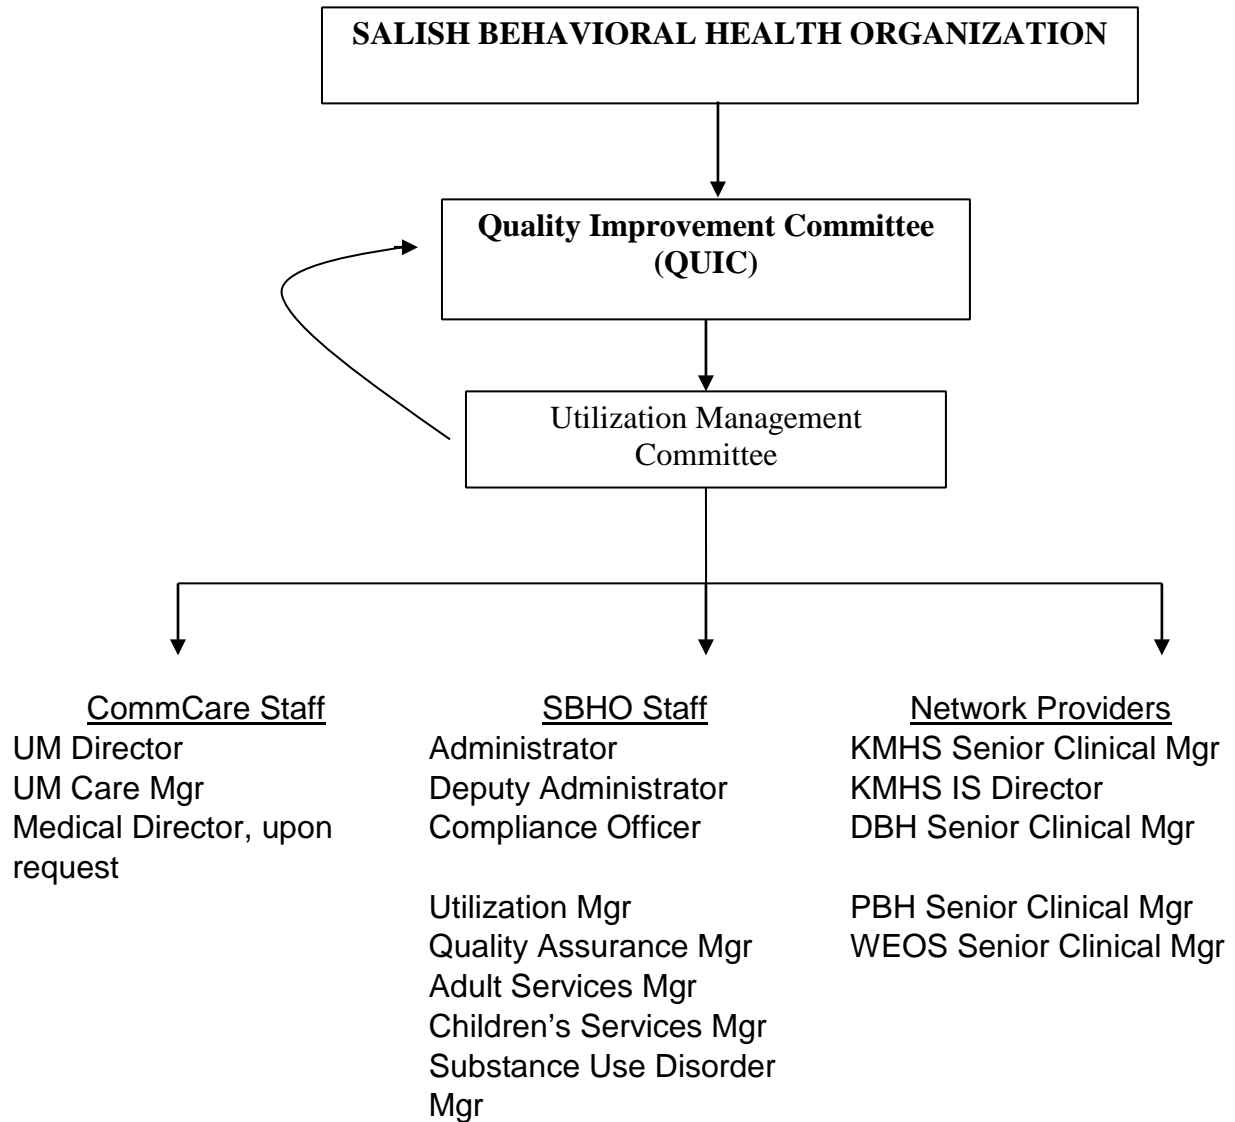 SALISH BEHAVIORAL HEALTH ORGANIZATION
Quality Improvement Committee
(QUIC)
Utilization Management
Committee
CommCare Staff
UM Director
UM Care Mgr
Medical Director, upon
request
SBHO Staff
Administrator
Deputy Administrator
Compliance Officer
Utilization Mgr
Quality Assurance Mgr
Adult Services Mgr
Children’s Services Mgr
Substance Use Disorder
Mgr
Network Providers
KMHS Senior Clinical Mgr
KMHS IS Director
DBH Senior Clinical Mgr
PBH Senior Clinical Mgr
WEOS Senior Clinical Mgr